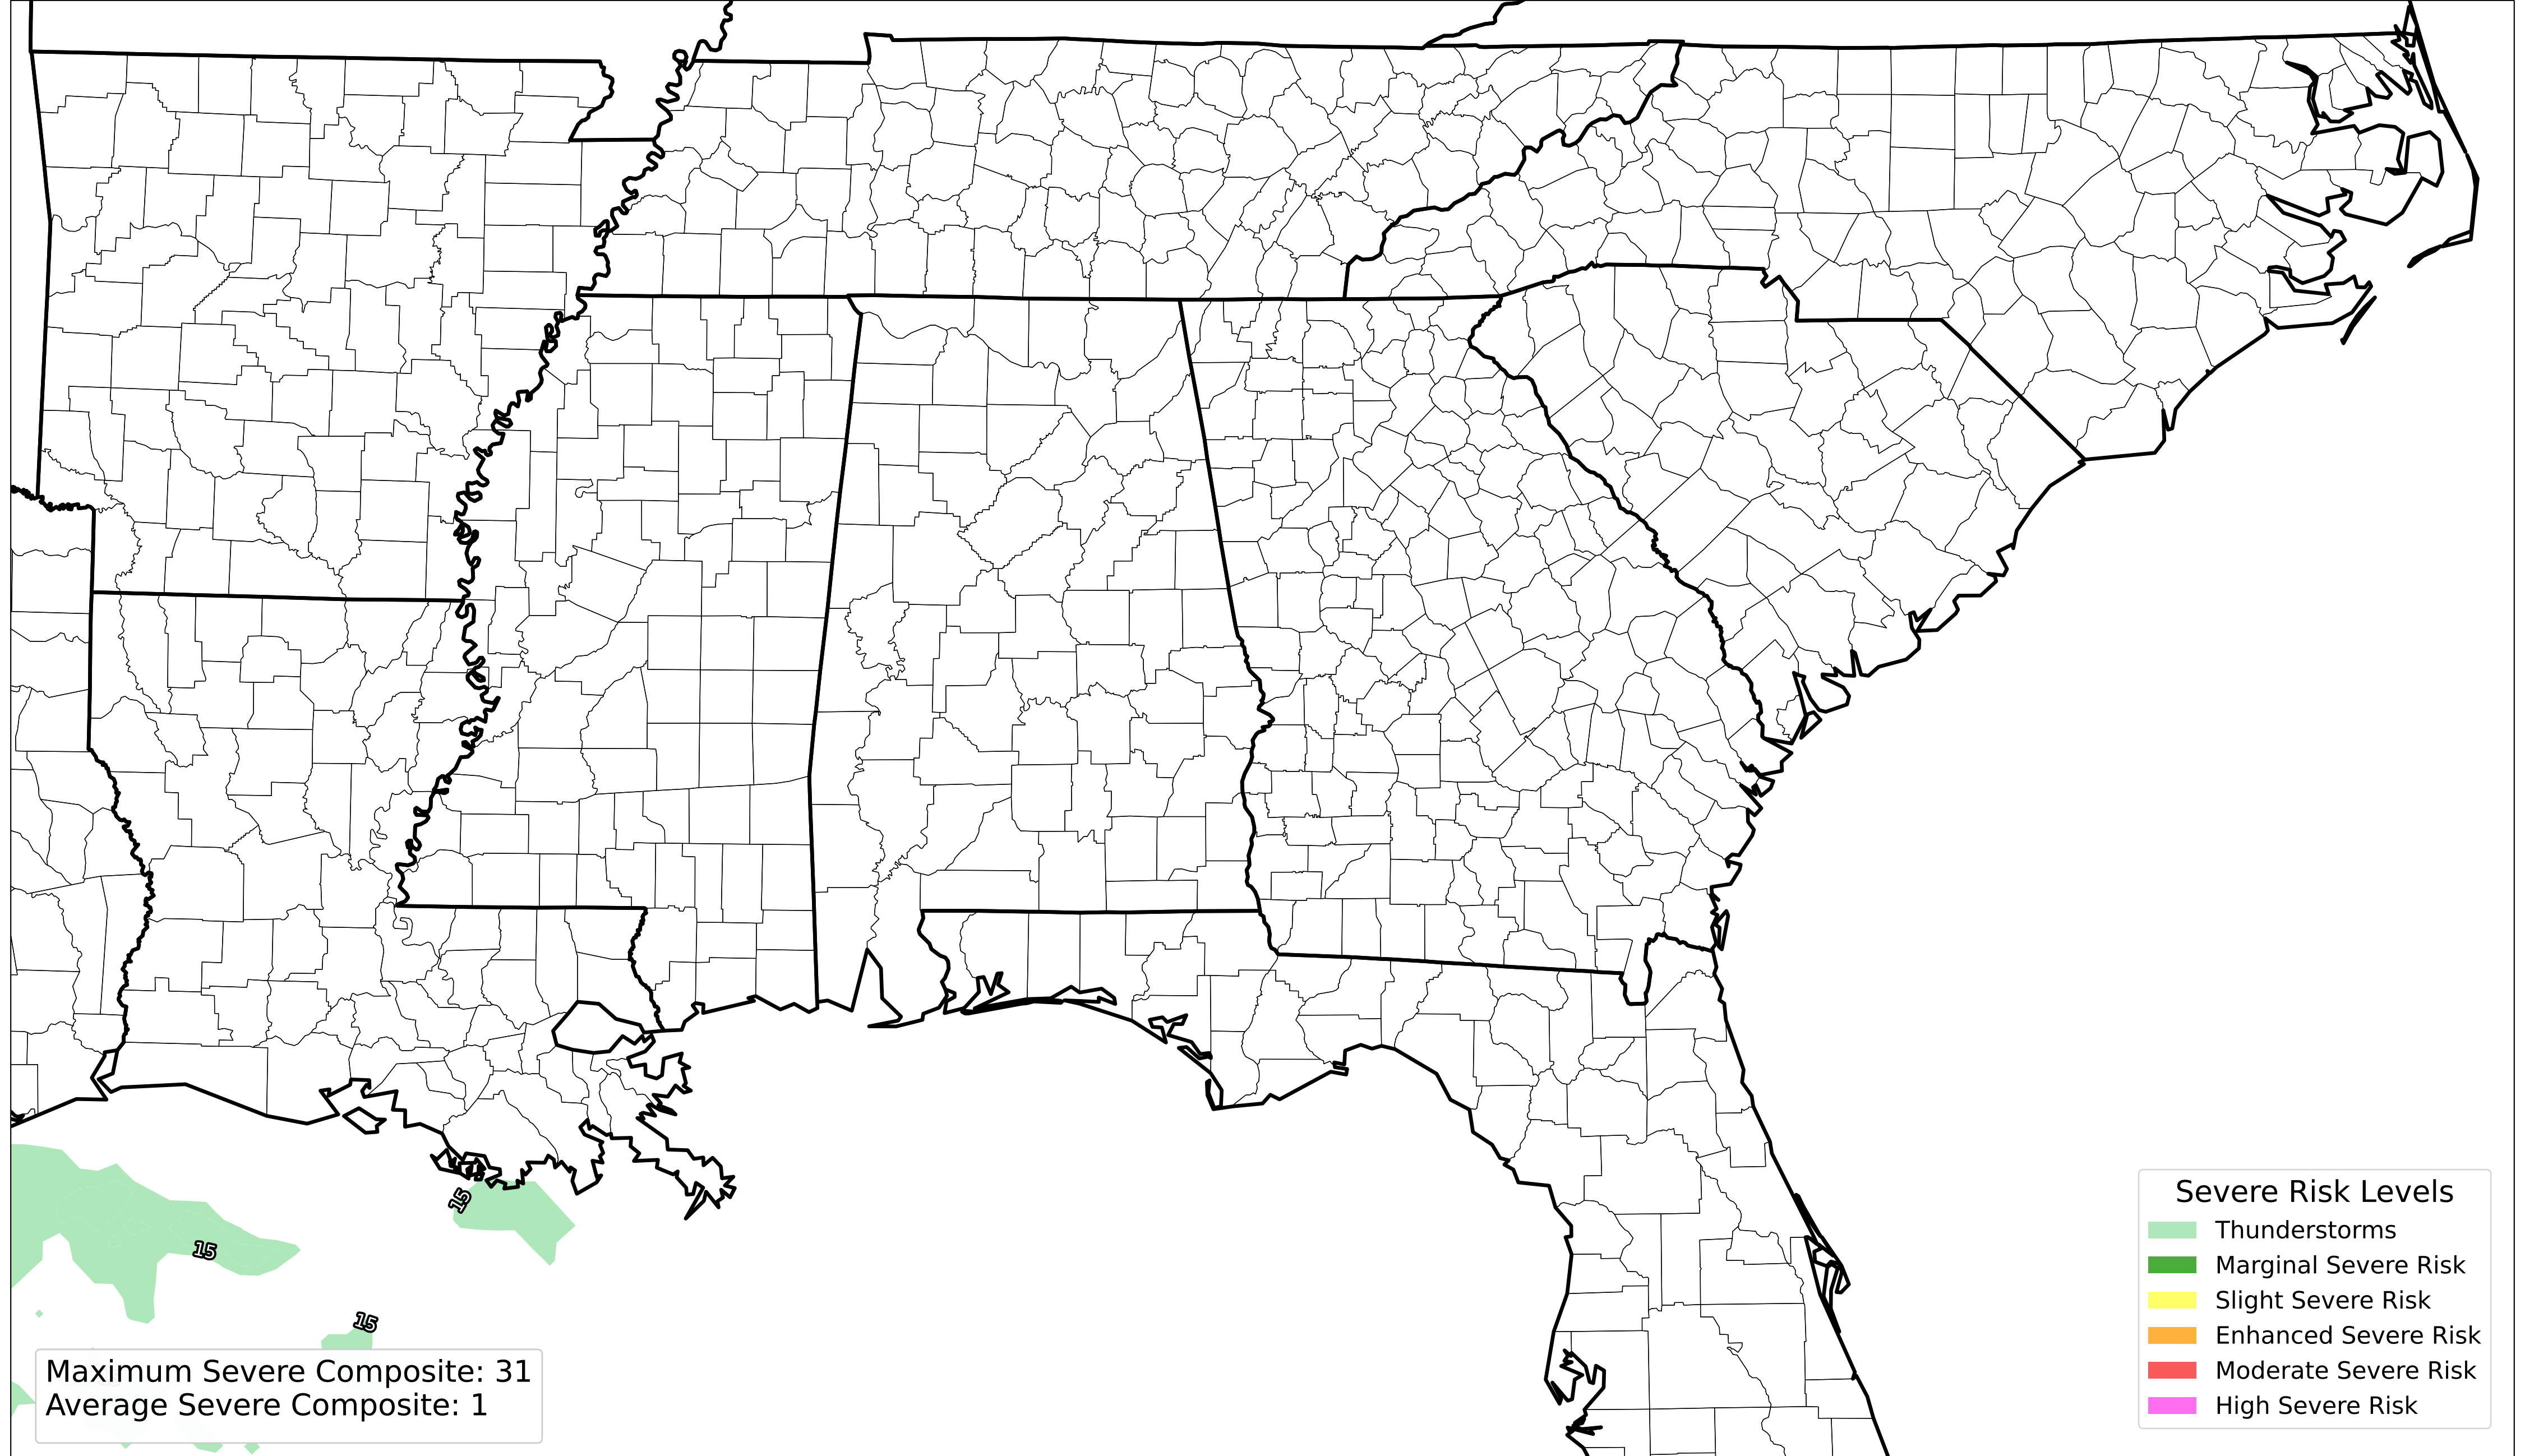 15
15
15
Maximum Severe Composite: 31
Average Severe Composite: 1
Severe Risk Levels
Thunderstorms
Marginal Severe Risk
Slight Severe Risk
Enhanced Severe Risk
Moderate Severe Risk
High Severe Risk